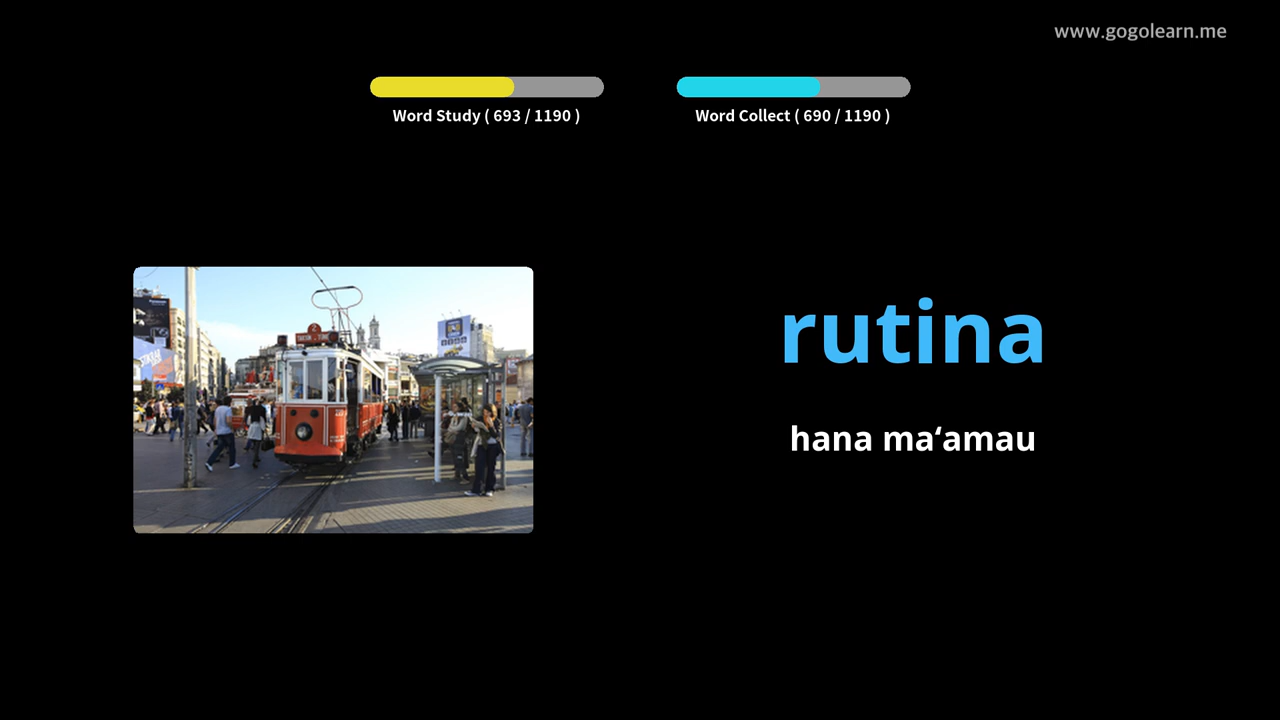 www.gogolearn.me
Word Study ( 693 / 1190 )
Word Collect ( 690 / 1190 )
rutina
hana maʻamau